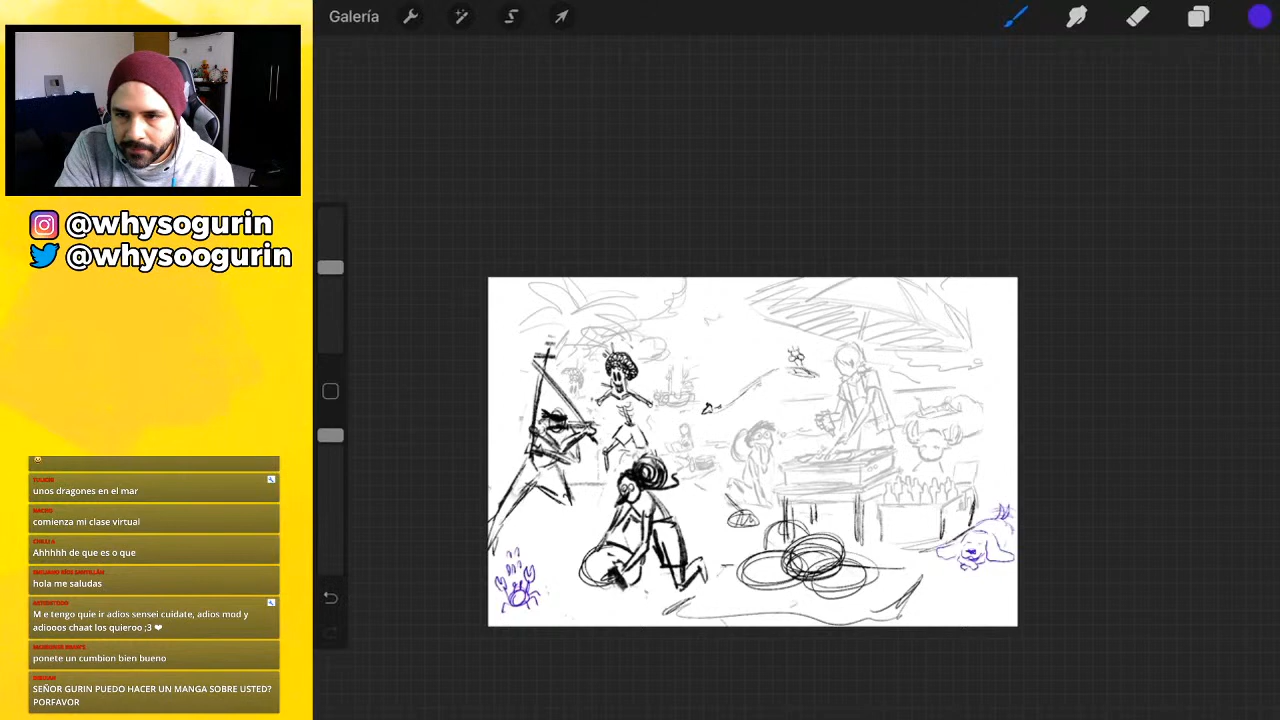 Galería
@whysogurin
@whysoogurin
unos dragones en el mar
NACHO
comienza mi clase virtual
Ahhhhh de que es o que
hola me saludas
M e tengo quie ir adios sensei cuidate, adios mod y
adiooos chaat los quieroo ;3 ❤
ponete un cumbion bien bueno
SEÑOR GURIN PUEDO HACER UN MANGA SOBRE USTED?
PORFAVOR